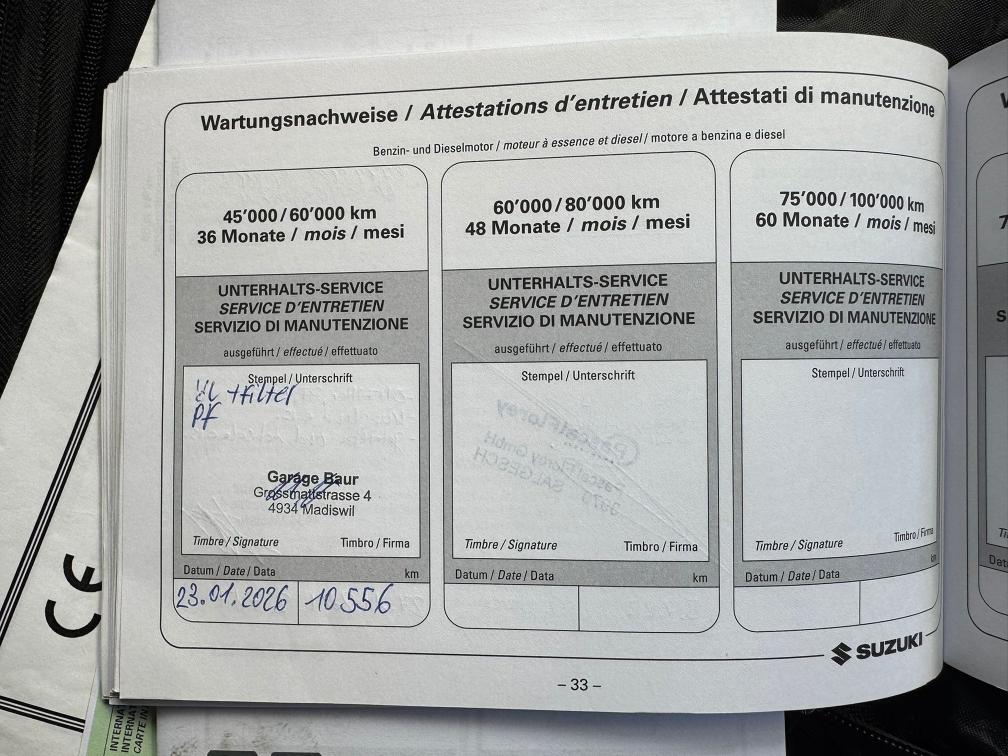 Wartungsnachweise / Attestations d'entretien / Attestati di manutenzione
Benzin- und Dieselmotor / moteur à essence et diesel / motore a benzina e diesel
45'000 / 60'000 km
36 Monate / mois / mesi
UNTERHALTS-SERVICE
SERVICE D'ENTRETIEN
SERVIZIO DI MANUTENZIONE
ausgeführt / effectué / effettuato
Stempel / Unterschrift
+Filter
PF
Garage Baur
Grossmattstrasse 4
4934 Madiswil
Timbre / Signature Timbro / Firma
Datum / Date / Data km
23.01.2026 10556
60'000 / 80'000 km
48 Monate / mois / mesi
UNTERHALTS-SERVICE
SERVICE D'ENTRETIEN
SERVIZIO DI MANUTENZIONE
ausgeführt / effectué / effettuato
Stempel / Unterschrift
Timbre / Signature Timbro / Firma
Datum / Date / Data km
75'000 / 100'000 km
60 Monate / mois / mesi
UNTERHALTS-SERVICE
SERVICE D'ENTRETIEN
SERVIZIO DI MANUTENZIONE
ausgeführt / effectué / effettuato
Stempel / Unterschrift
Timbre / Signature Timbro / Firma
Datum / Date / Data km
SUZUKI
– 33 –
CE